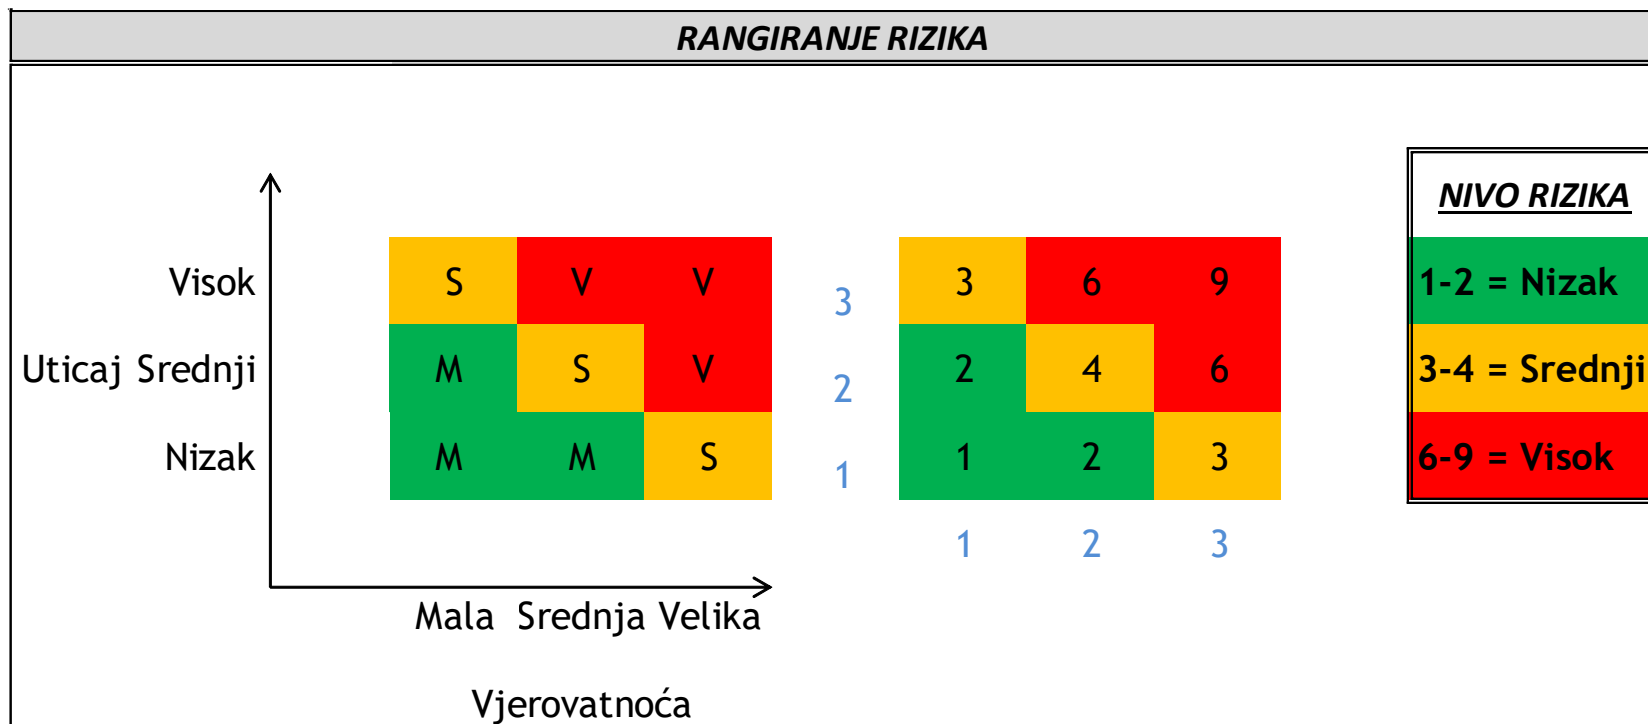 RANGIRANJE RIZIKA
NIVO RIZIKA
Visok S V V 3 3 6 9 1-2 = Nizak
Uticaj Srednji M S V 2 2 4 6 3-4 = Srednji
Nizak M M S 1 1 2 3 6-9 = Visok
1 2 3
Mala Srednja Velika
Vjerovatnoća